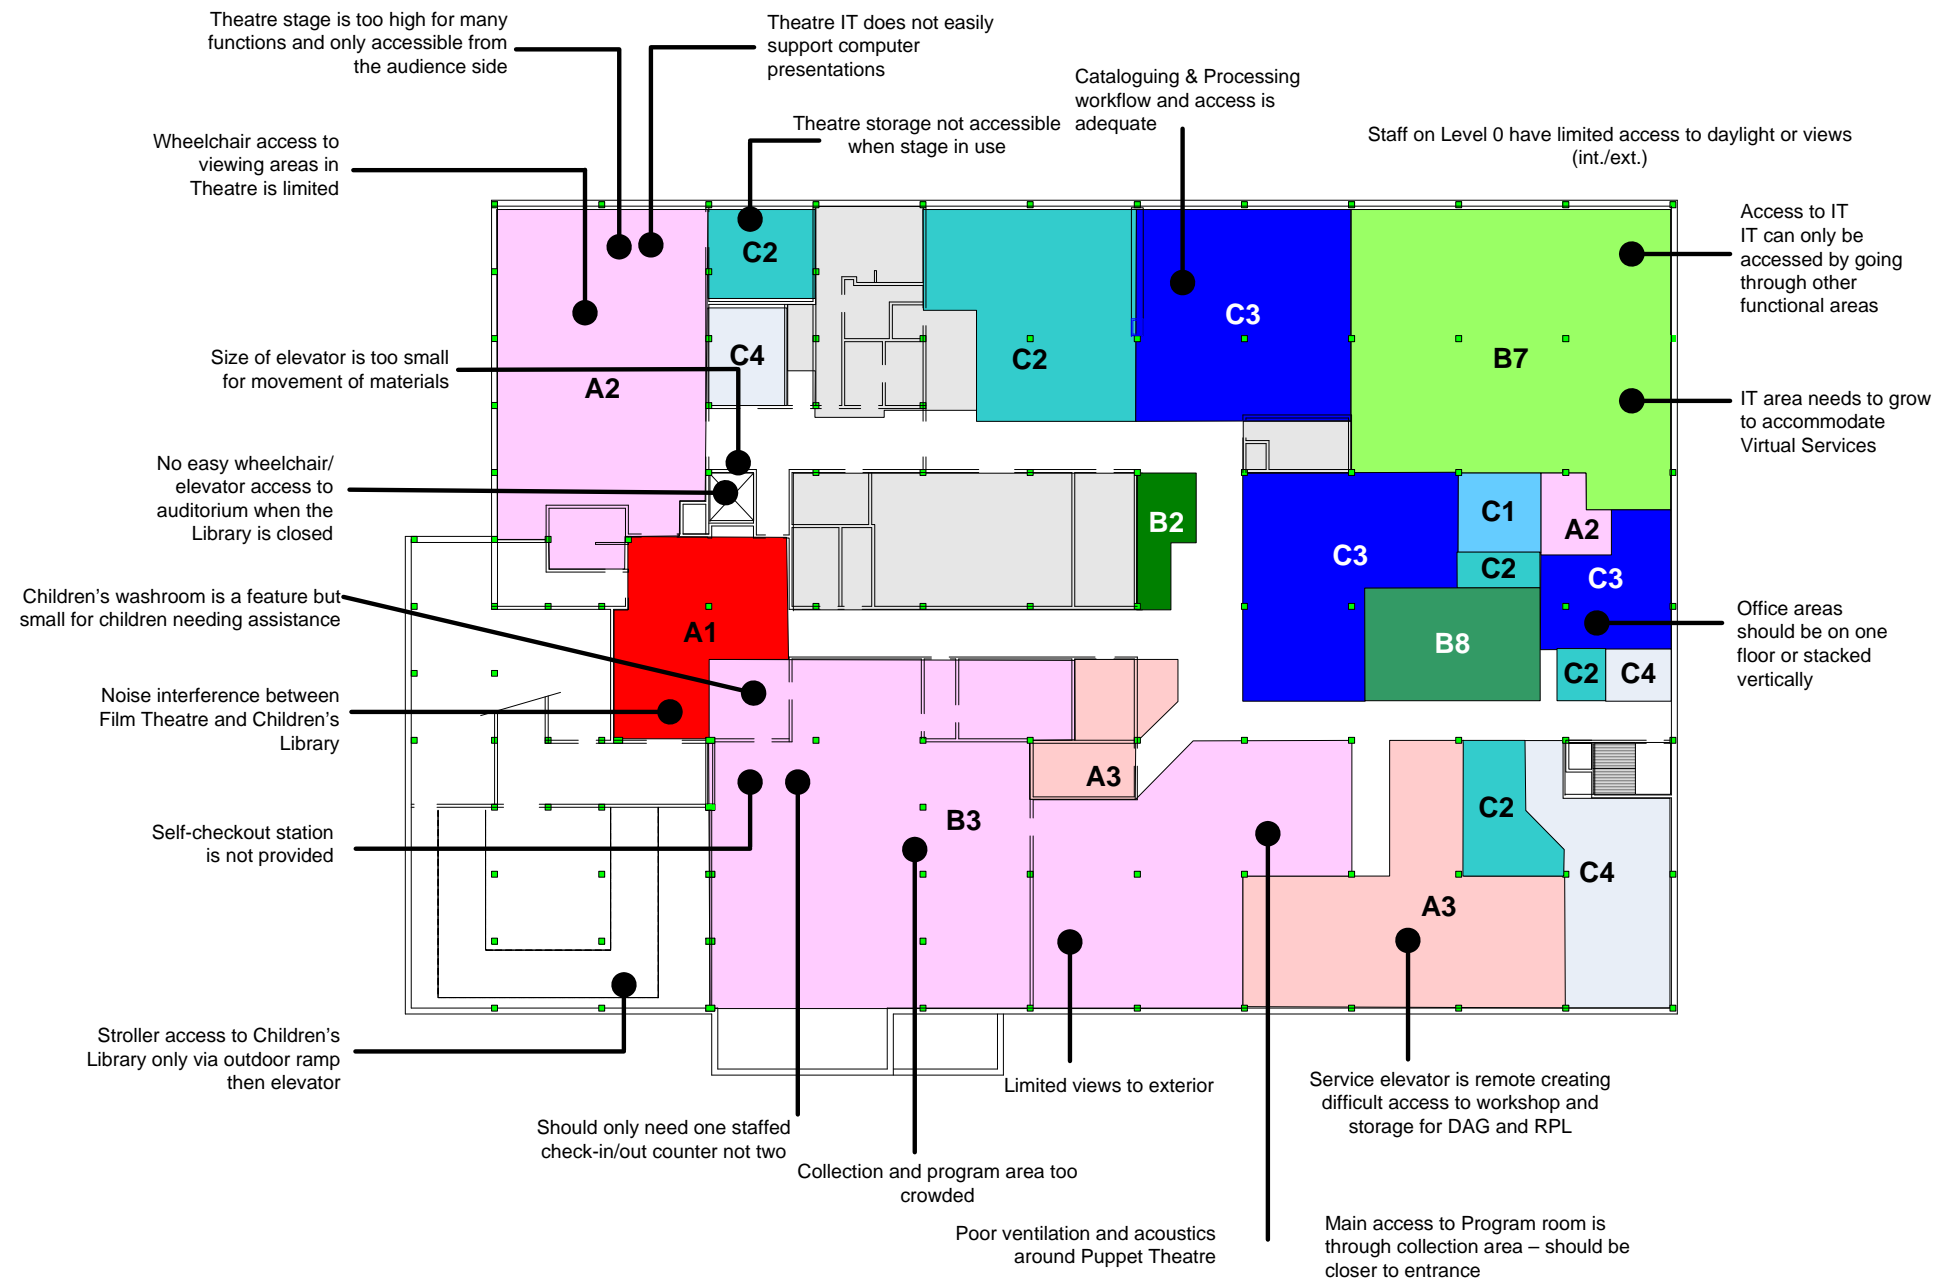 Theatre stage is too high for many
functions and only accessible from
the audience side
Theatre IT does not easily
support computer
presentations
Cataloguing & Processing
workflow and access is
adequate
Theatre storage not accessible
when stage in use
Staff on Level 0 have limited access to daylight or views
(int./ext.)
Wheelchair access to
viewing areas in
Theatre is limited
Access to IT
IT can only be
accessed by going
through other
functional areas
Size of elevator is too small
for movement of materials
IT area needs to grow
to accommodate
Virtual Services
No easy wheelchair/
elevator access to
auditorium when the
Library is closed
Children’s washroom is a feature but
small for children needing assistance
Office areas
should be on one
floor or stacked
vertically
Noise interference between
Film Theatre and Children’s
Library
Self-checkout station
is not provided
Stroller access to Children’s
Library only via outdoor ramp
then elevator
C2
C3
C4
C2
B7
A2
B2
C1
A2
C3
C2
C3
A1
B8
C2
C4
A3
B3
C2
C4
A3
Limited views to exterior
Service elevator is remote creating
difficult access to workshop and
storage for DAG and RPL
Should only need one staffed
check-in/out counter not two
Collection and program area too
crowded
Poor ventilation and acoustics
around Puppet Theatre
Main access to Program room is
through collection area – should be
closer to entrance